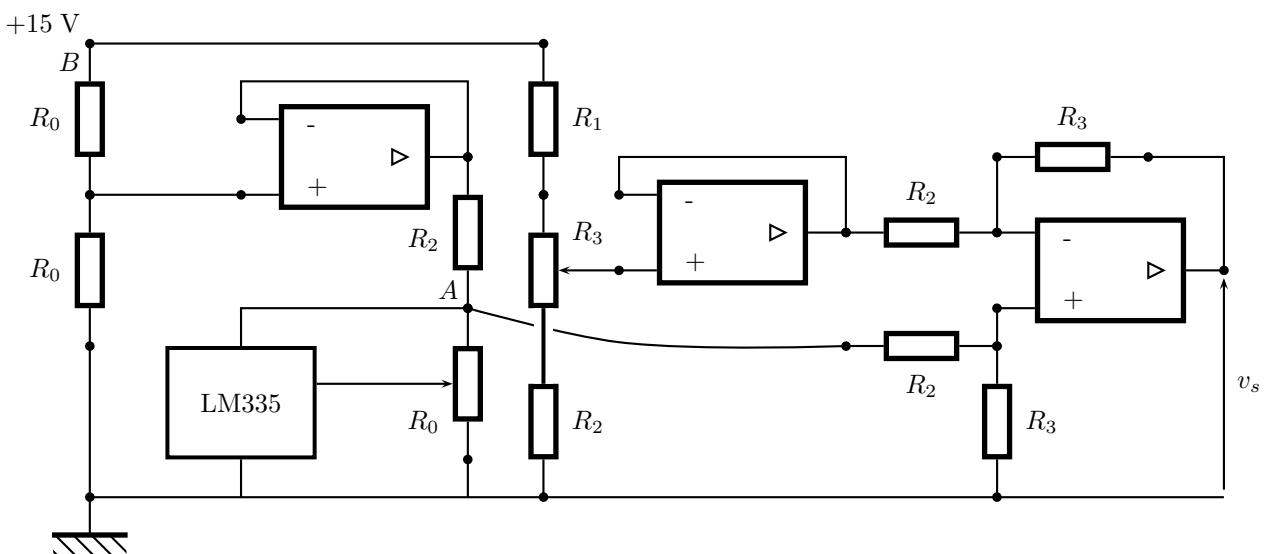 +15 V
B
R0
-
+
R1
R3
R2
R0
R3
-
+
R2
-
+
A
LM335
R0
R2
R2
R3
vs